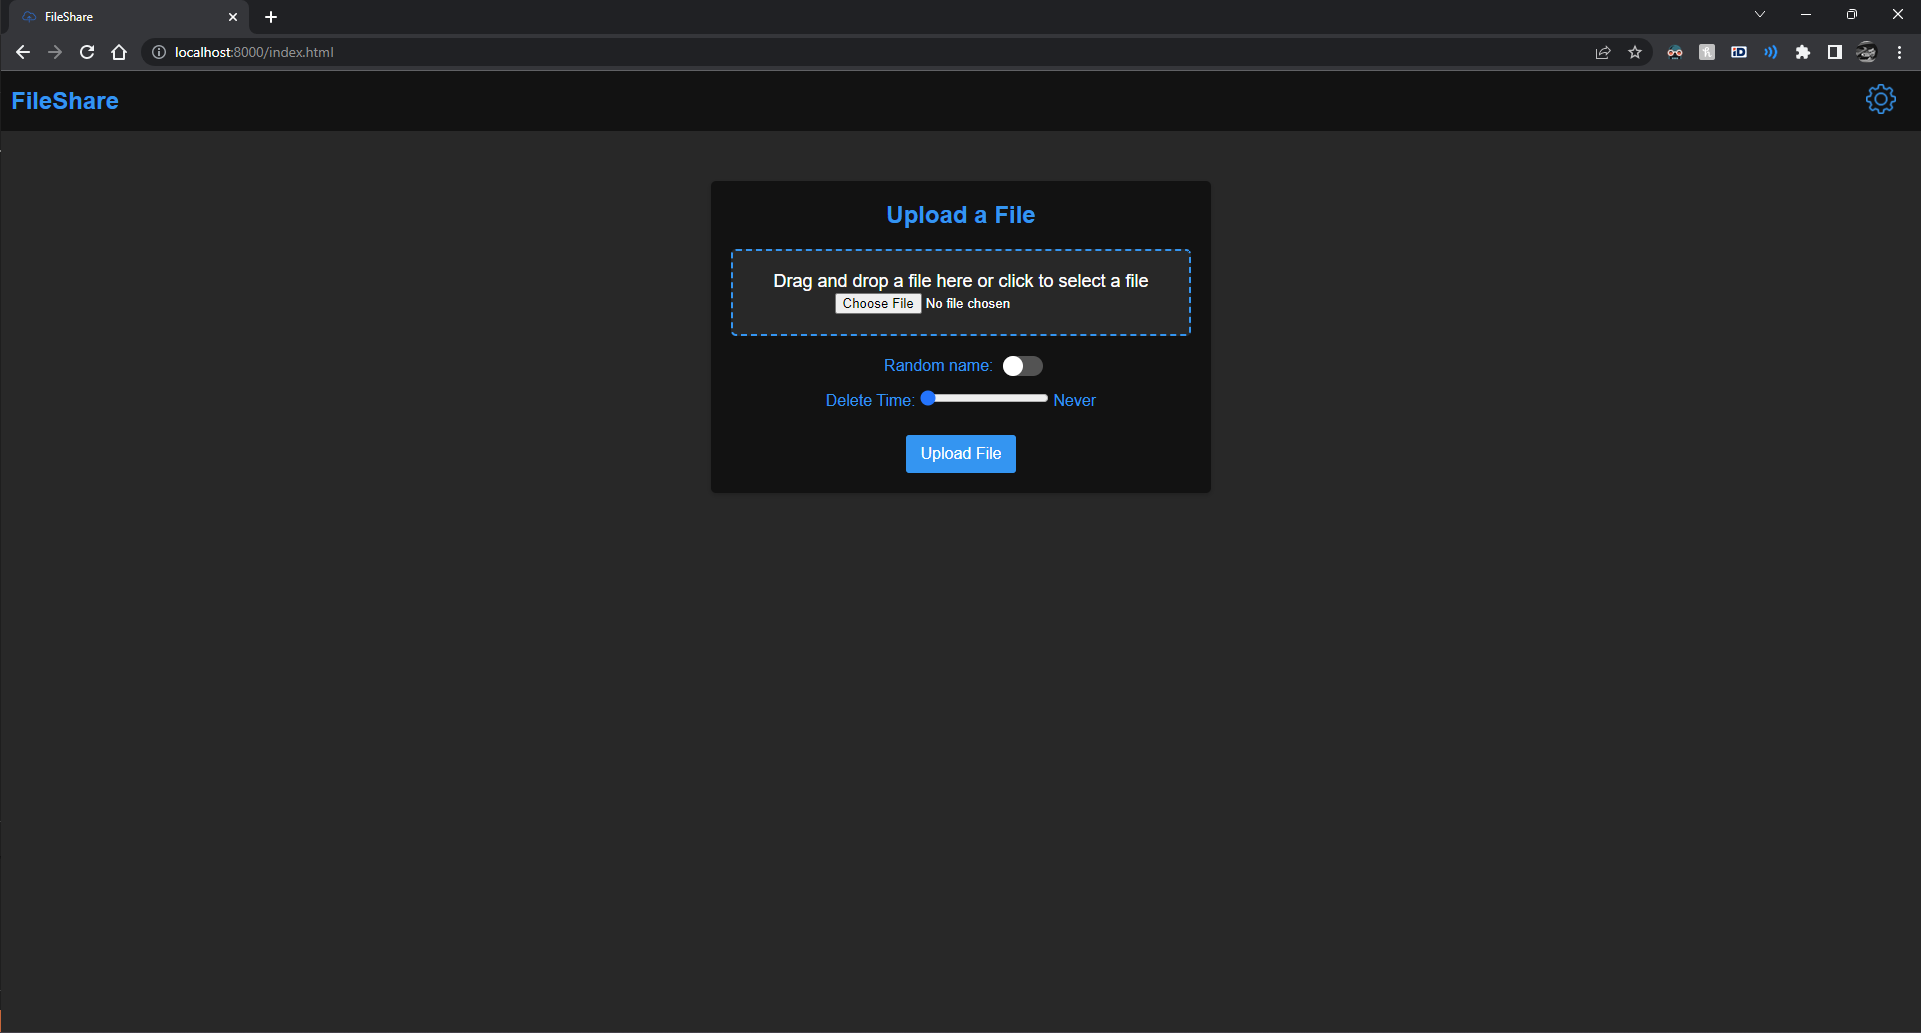 FileShare
localhost:8000/index.html
FileShare
Upload a File
Drag and drop a file here or click to select a file
Choose File No file chosen
Random name:
Delete Time: Never
Upload File